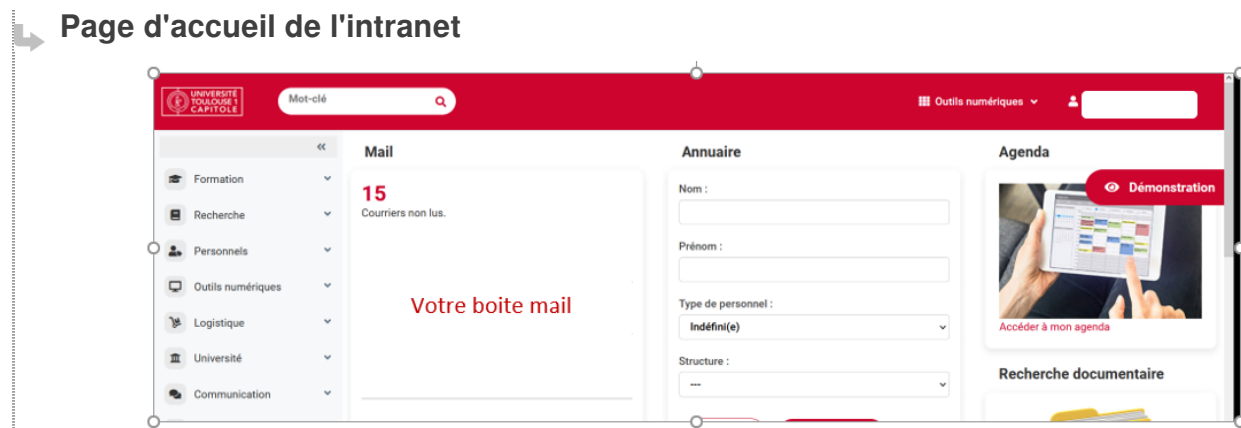 Page d'accueil de l'intranet
UNIVERSITÉ
TOULOUSE 1
CAPITOLE
Mot-clé
Outils numériques
Formation
Recherche
Personnels
Outils numériques
Logistique
Université
Communication
Mail
15
Courriers non lus.
Votre boite mail
Annuaire
Nom :
Prénom :
Type de personnel :
Indéfini(e)
Structure :
---
Agenda
Démonstration
Accéder à mon agenda
Recherche documentaire